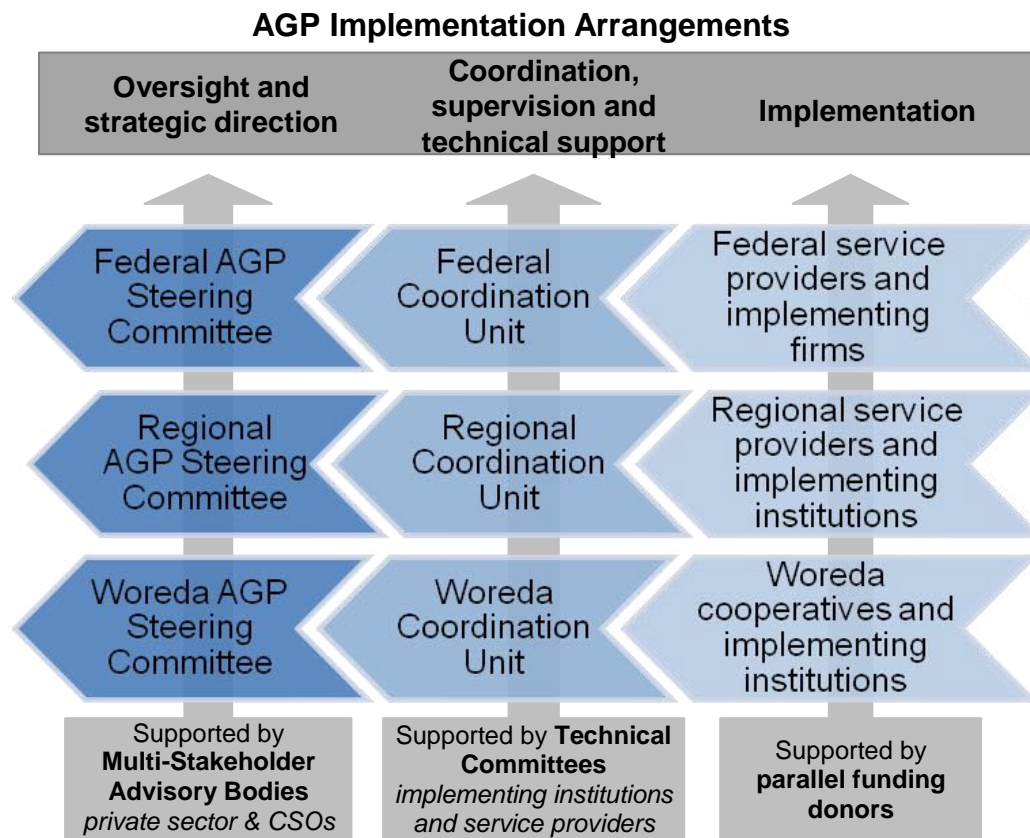 AGP Implementation Arrangements
Oversight and
strategic direction
Coordination,
supervision and
technical support
Implementation
Federal AGP
Steering
Committee
Federal
Coordination
Unit
Federal service
providers and
implementing
firms
Regional
AGP Steering
Committee
Regional
Coordination
Unit
Regional service
providers and
implementing
institutions
Woreda AGP
Steering
Committee
Woreda
Coordination
Unit
Woreda
cooperatives and
implementing
institutions
Supported by
Multi-Stakeholder
Advisory Bodies
private sector & CSOs
Supported by Technical
Committees
implementing institutions
and service providers
Supported by
parallel funding
donors